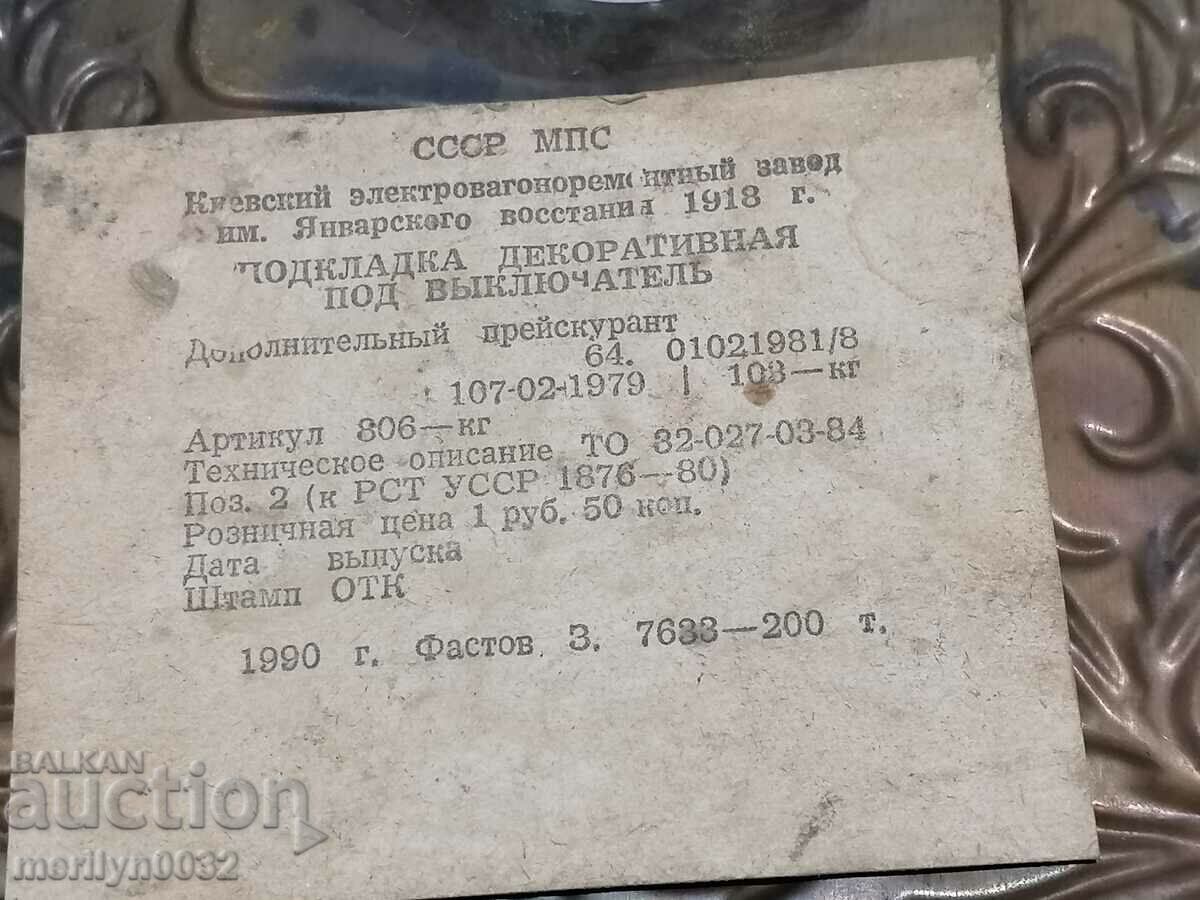 СССР МПС
Киевский электровагоноремонтный завод
им. Январского восстания 1918 г.
ПОДКЛАДКА ДЕКОРАТИВНАЯ
ПОД ВЫКЛЮЧАТЕЛЬ
Дополнительный прейскурант
64. 01021981/8
107-02-1979 | 103—кг
Артикул 806—кг
Техническое описание ТО 82-027-03-84
Поз. 2 (к РСТ УССР 1876—80)
Розничная цена 1 руб. 50 коп.
Дата выпуска
Штамп ОТК
1990 г. Фастов З. 7633—200 т.
BALKAN
auction
merilyn0032